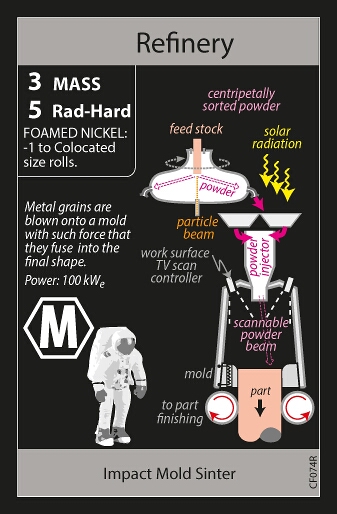 Refinery
3 MASS
5 Rad-Hard
FOAMED NICKEL:
-1 to Colocated
size rolls.
centripetally
sorted powder
feed stock
solar
radiation
powder
Metal grains are
blown onto a mold
with such force that
they fuse into the
final shape.
Power: 100 kWe
particle
beam
work surface
TV scan
controller
powder
injector
scannable
powder
beam
M
mold
part
to part
finishing
Impact Mold Sinter
CF074R